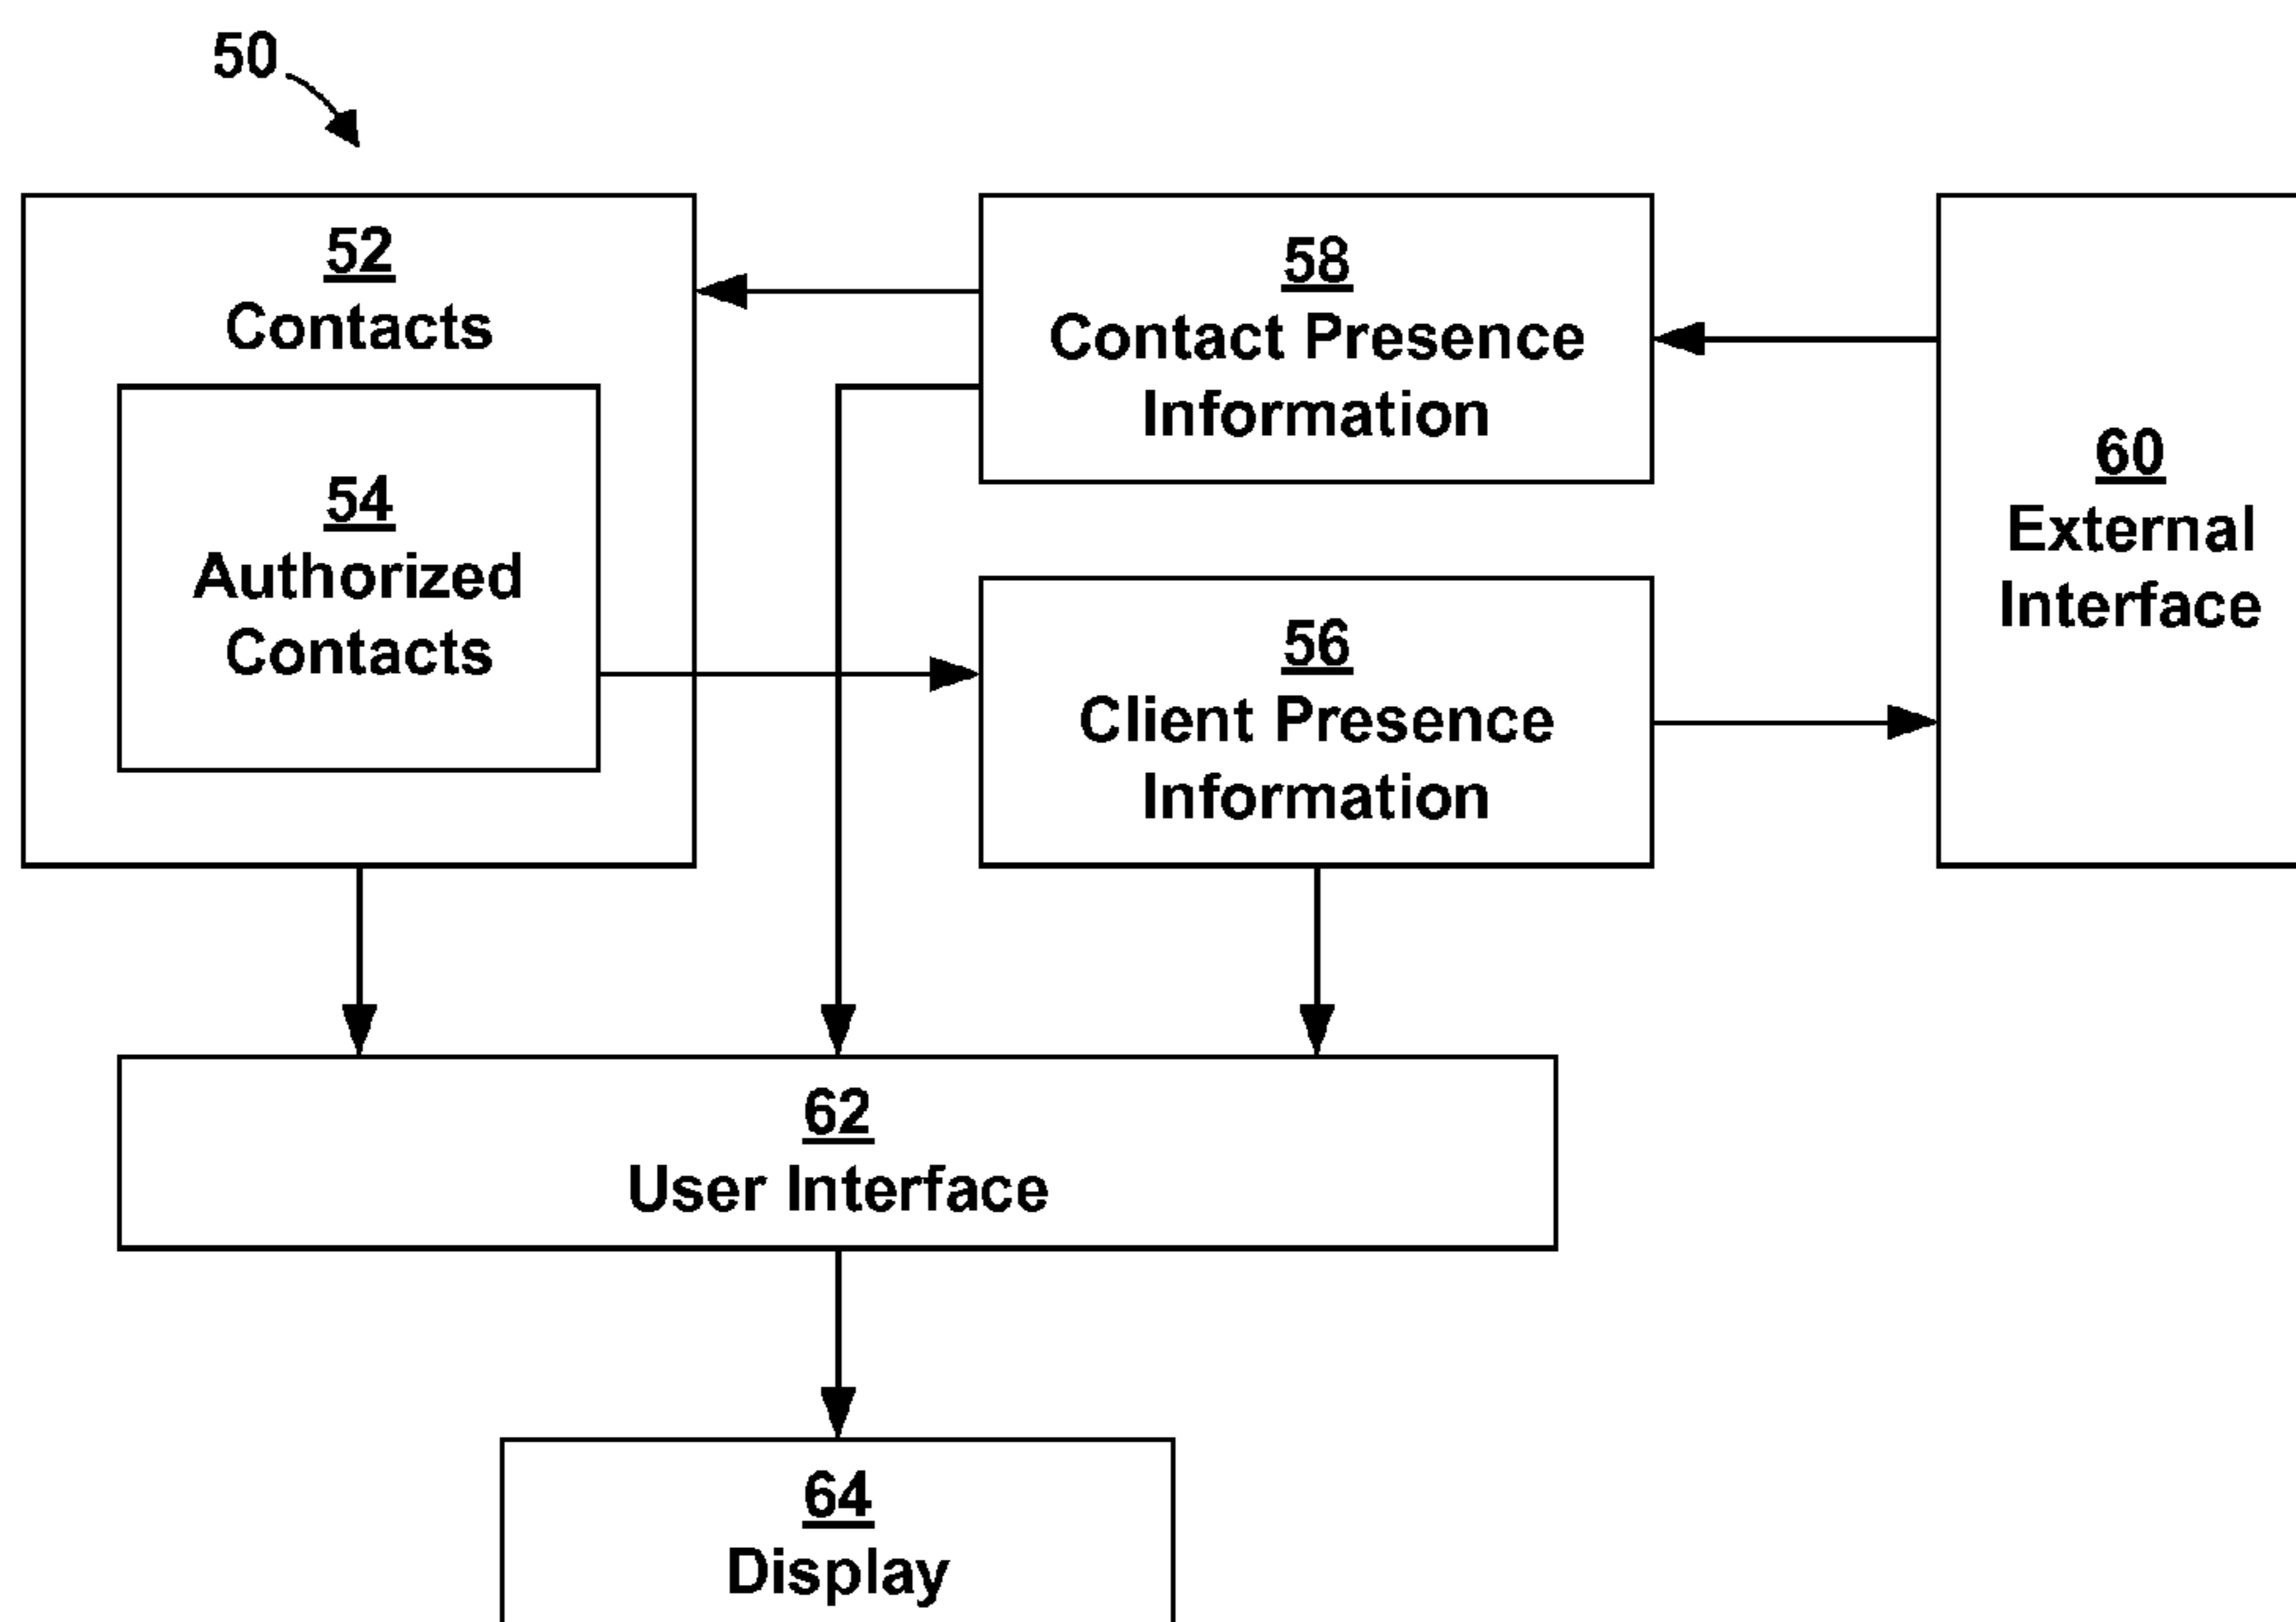 50
52
Contacts
54
Authorized
Contacts
58
Contact Presence
Information
56
Client Presence
Information
60
External
Interface
62
User Interface
64
Display